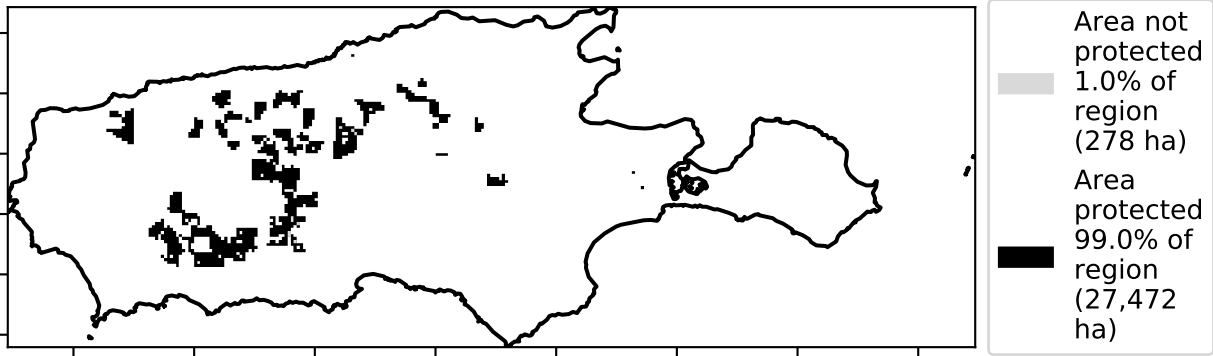 Area not
protected
1.0% of
region
(278 ha)
Area
protected
99.0% of
region
(27,472
ha)